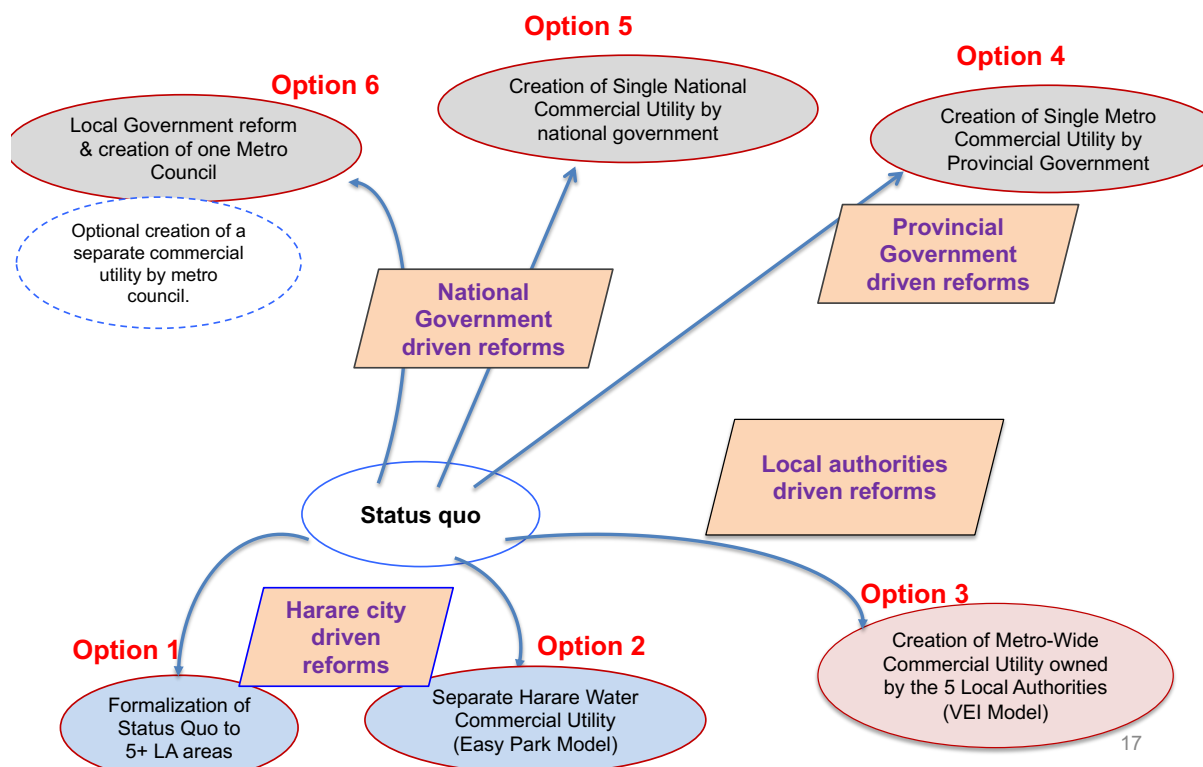 Option 5
Option 4
Option 6
Creation of Single National
Commercial Utility by
national government
Creation of Single Metro
Commercial Utility by
Provincial Government
Local Government reform
& creation of one Metro
Council
Optional creation of a
separate commercial
utility by metro
council.
Provincial
Government
driven reforms
National
Government
driven reforms
Local authorities
driven reforms
Status quo
Harare city
driven
reforms
Option 1
Option 2
Option 3
Formalization of
Status Quo to
5+ LA areas
Separate Harare Water
Commercial Utility
(Easy Park Model)
Creation of Metro-Wide
Commercial Utility owned
by the 5 Local Authorities
(VEI Model)
17